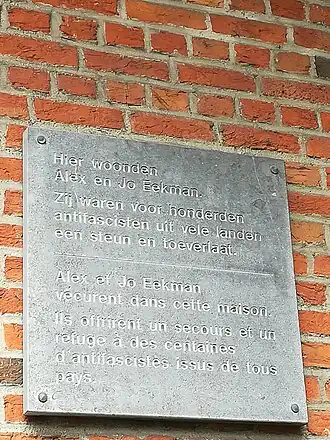 Hier woonden
Alex en Jo Eekman.
Zij waren voor honderden
antifascisten uit vele landen
een steun en toeverlaat.
Alex et Jo Eekman
vécurent dans cette maison.
Ils offrirent un secours et un
refuge à des centaines
d'antifascistes issus de tous
pays.